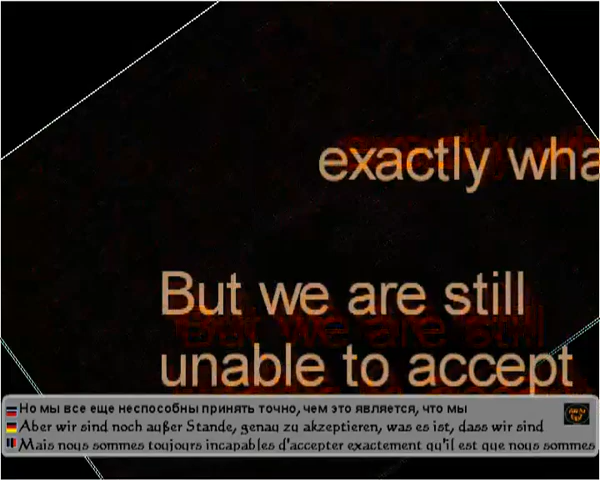 exactly wha
But we are still
unable to accept
Но мы все еще неспособны принять точно, чем это является, что мы
Aber wir sind noch außer Stande, genau zu akzeptieren, was es ist, dass wir sind
Mais nous sommes toujours incapables d'accepter exactement qu'il est que nous sommes